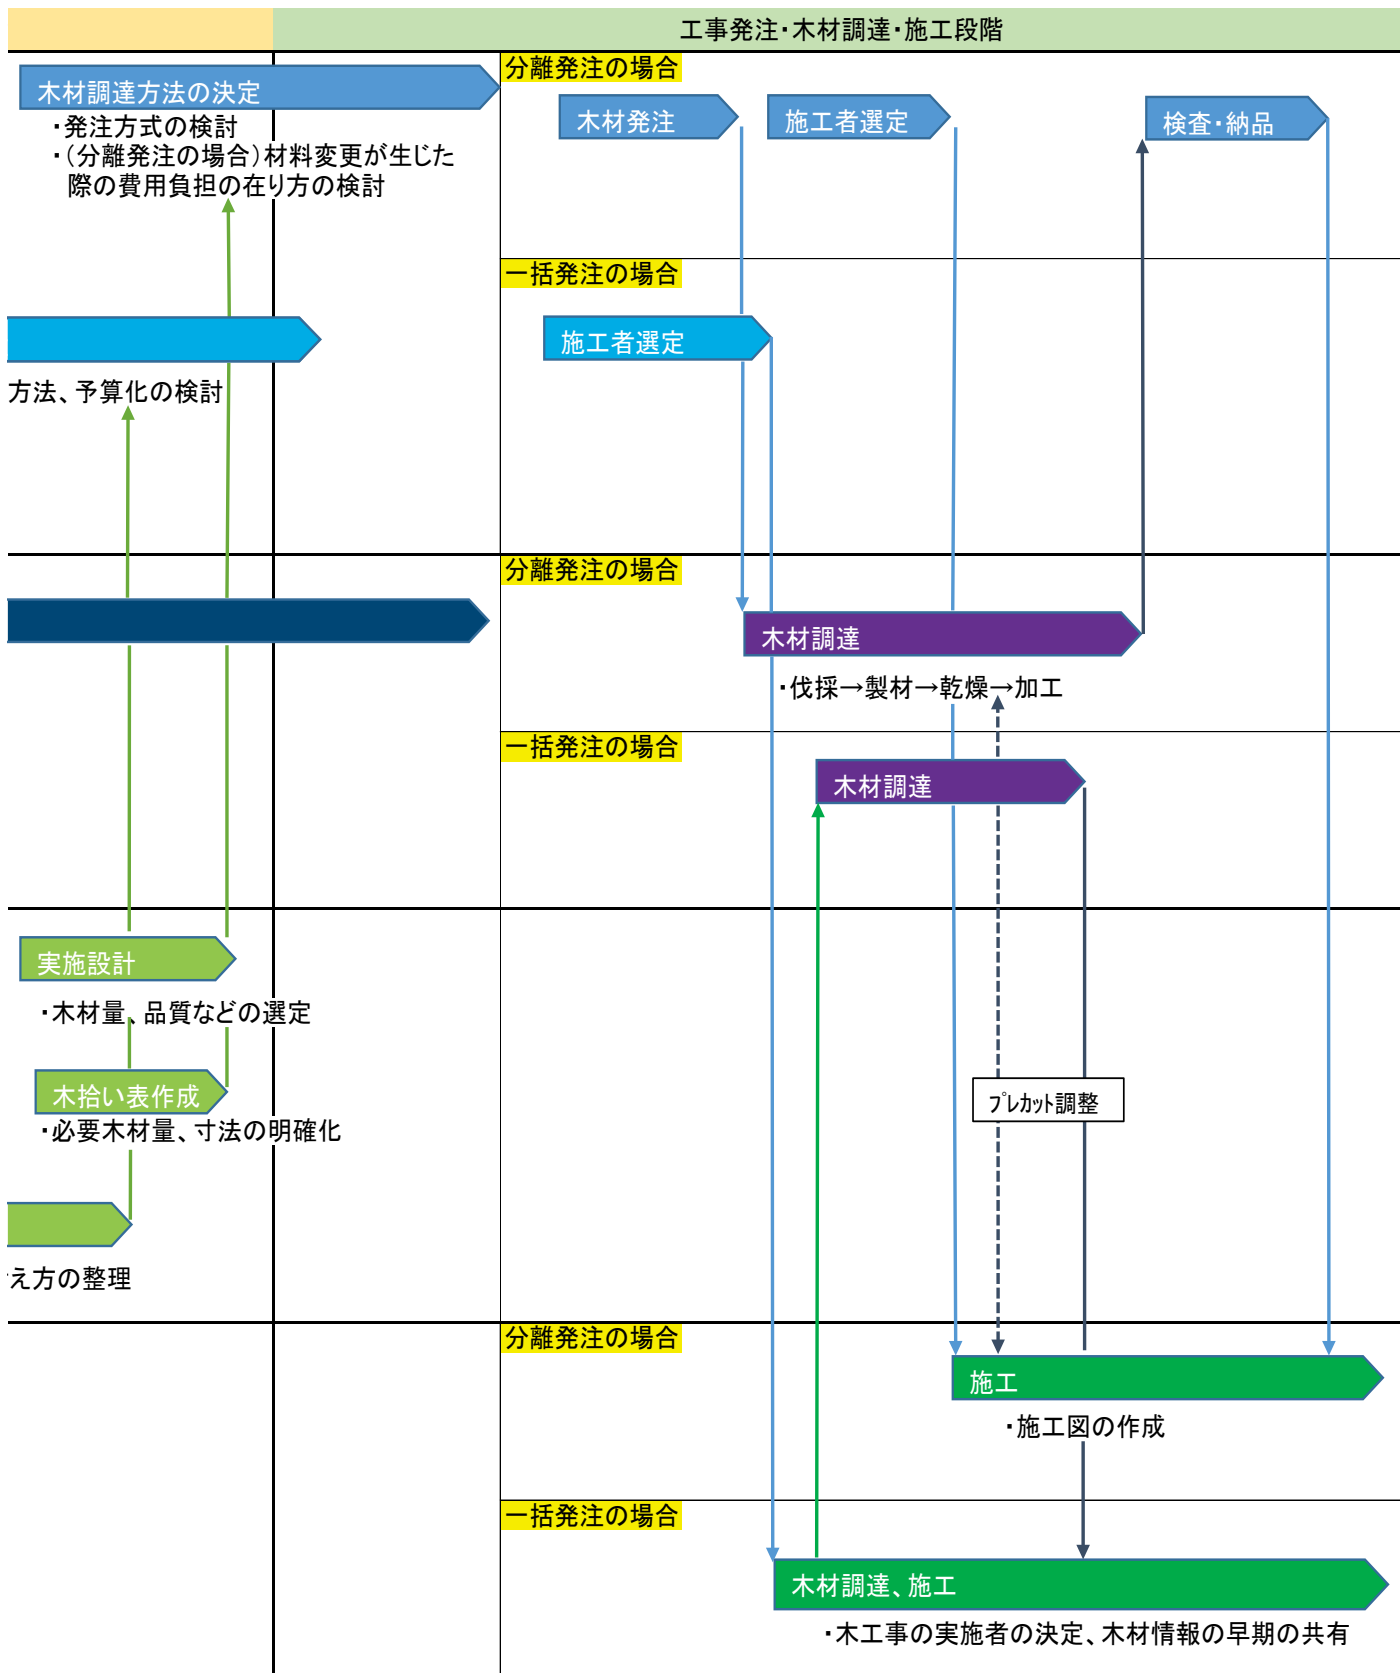 工事発注・木材調達・施工段階
分離発注の場合
木材調達方法の決定
・発注方式の検討
・（分離発注の場合）材料変更が生じた
際の費用負担の在り方の検討
木材発注
施工者選定
検査・納品
一括発注の場合
施工者選定
方法、予算化の検討
分離発注の場合
木材調達
・伐採→製材→乾燥→加工
一括発注の場合
木材調達
実施設計
・木材量、品質などの選定
木拾い表作成
・必要木材量、寸法の明確化
プレカット調整
え方の整理
分離発注の場合
施工
・施工図の作成
一括発注の場合
木材調達、施工
・木工事の実施者の決定、木材情報の早期の共有